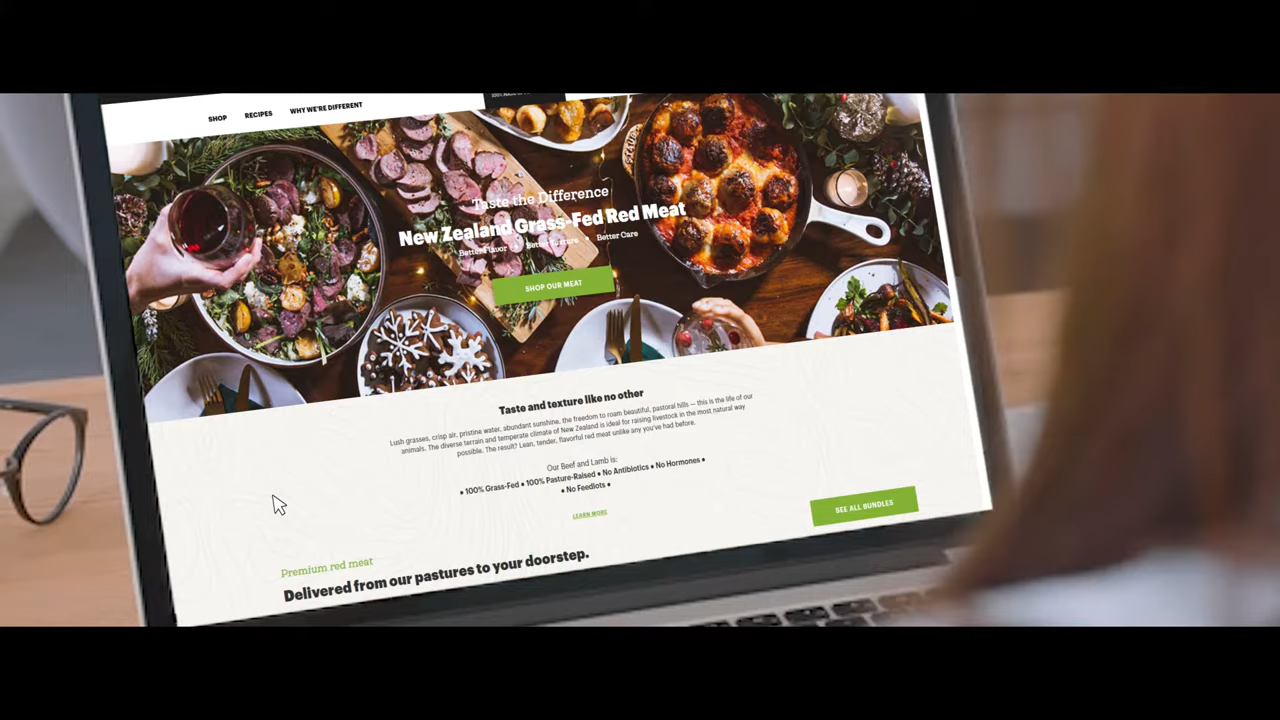 SHOP RECIPES WHY WE'RE DIFFERENT
Taste the Difference
New Zealand Grass-Fed Red Meat
Better Flavor • Better Texture • Better Care
SHOP OUR MEAT
Taste and texture like no other
Lush grasses, crisp air, pristine water, abundant sunshine, the freedom to roam beautiful, pastoral hills — this is the life of our
animals. The diverse terrain and temperate climate of New Zealand is ideal for raising livestock in the most natural way
possible. The result? Lean, tender, flavorful red meat unlike any you've had before.
Our Beef and Lamb is:
• 100% Grass-Fed • 100% Pasture-Raised • No Antibiotics • No Hormones •
• No Feedlots •
LEARN MORE
SEE ALL BUNDLES
Premium red meat
Delivered from our pastures to your doorstep.